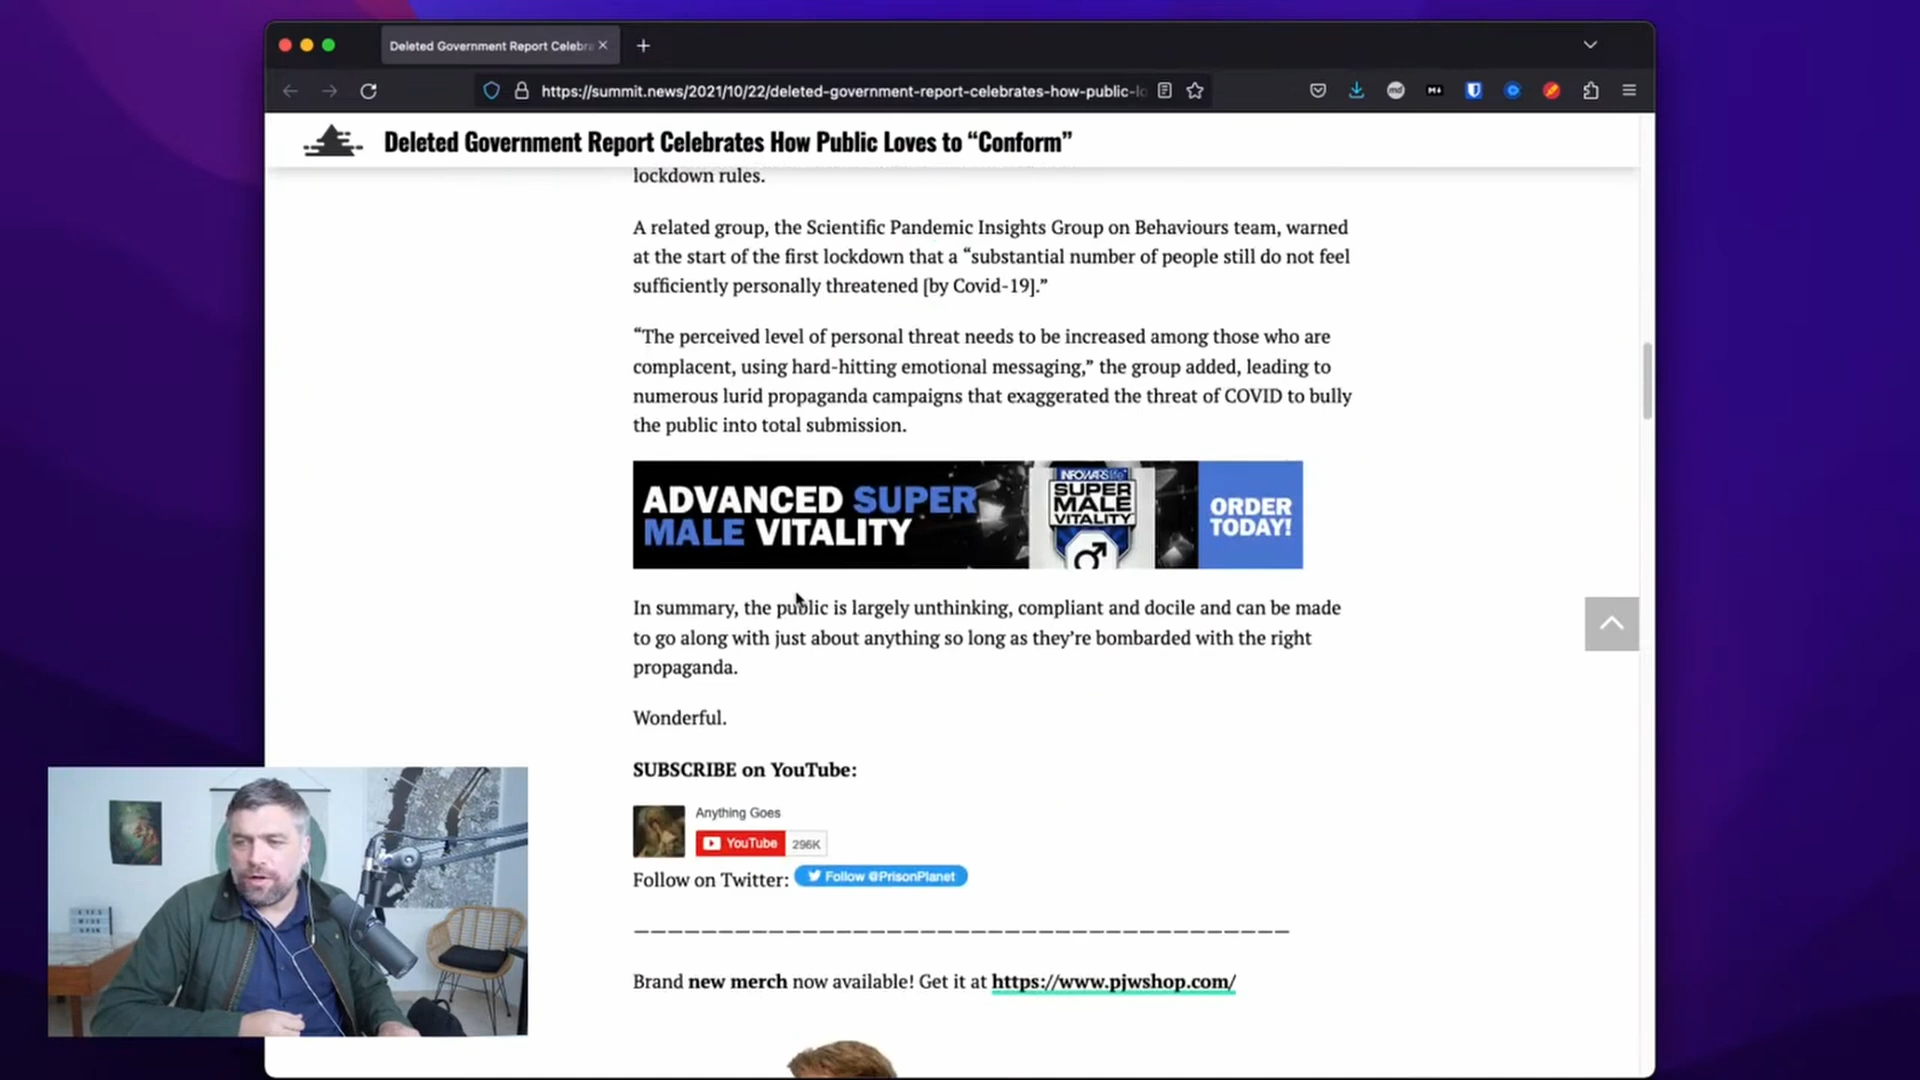 Deleted Government Report Celebra
https://summit.news/2021/10/22/deleted-government-report-celebrates-how-public-lo
Deleted Government Report Celebrates How Public Loves to “Conform”
lockdown rules.
A related group, the Scientific Pandemic Insights Group on Behaviours team, warned
at the start of the first lockdown that a “substantial number of people still do not feel
sufficiently personally threatened [by Covid-19].”
“The perceived level of personal threat needs to be increased among those who are
complacent, using hard-hitting emotional messaging,” the group added, leading to
numerous lurid propaganda campaigns that exaggerated the threat of COVID to bully
the public into total submission.
ADVANCED SUPER
MALE VITALITY
INFOWARS life
SUPER
MALE
VITALITY
ORDER
TODAY!
In summary, the public is largely unthinking, compliant and docile and can be made
to go along with just about anything so long as they’re bombarded with the right
propaganda.
Wonderful.
SUBSCRIBE on YouTube:
Anything Goes
YouTube 296K
Follow on Twitter: Follow @PrisonPlanet
Brand new merch now available! Get it at https://www.pjwshop.com/